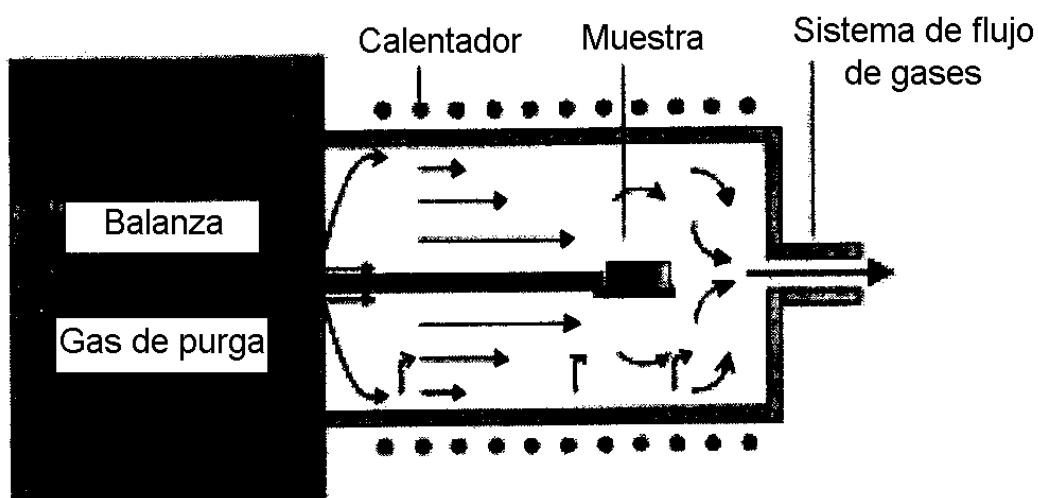 Calentador
Muestra
Sistema de flujo
de gases
Balanza
Gas de purga